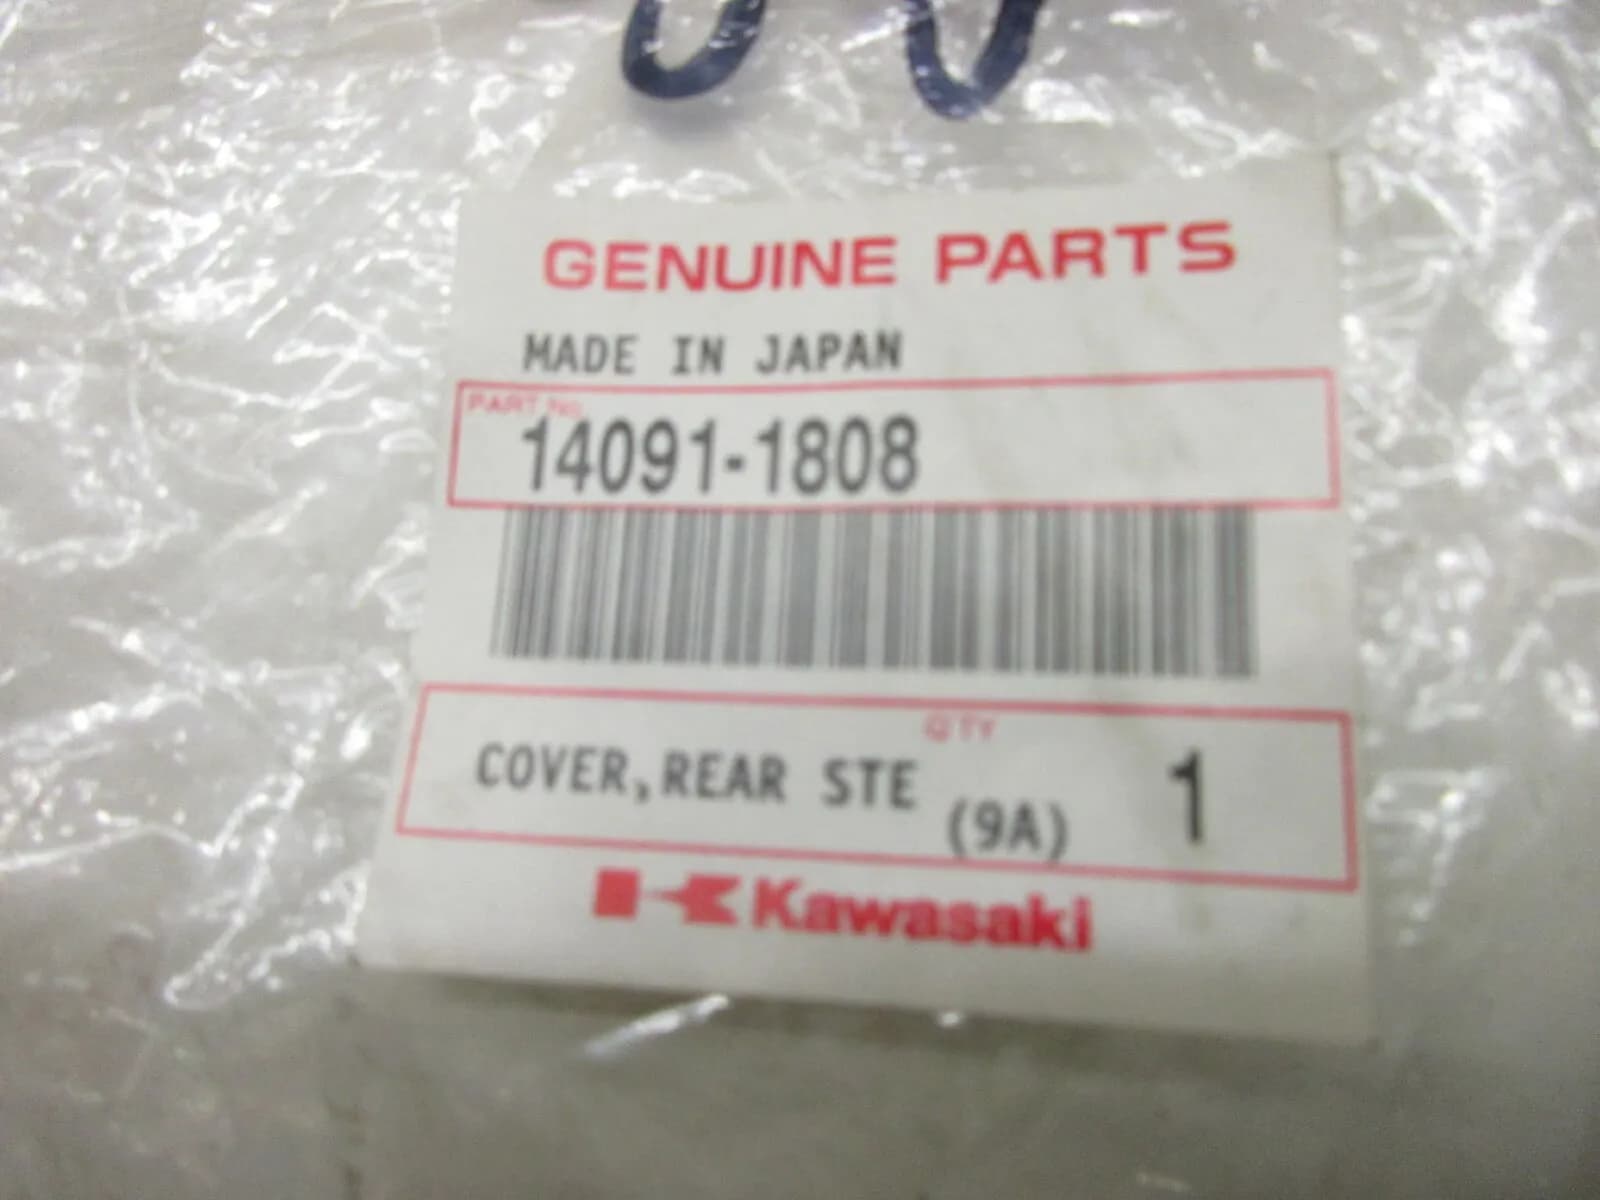 GENUINE PARTS
MADE IN JAPAN
PART No.
14091-1808
QTY
COVER,REAR STE (9A) 1
Kawasaki